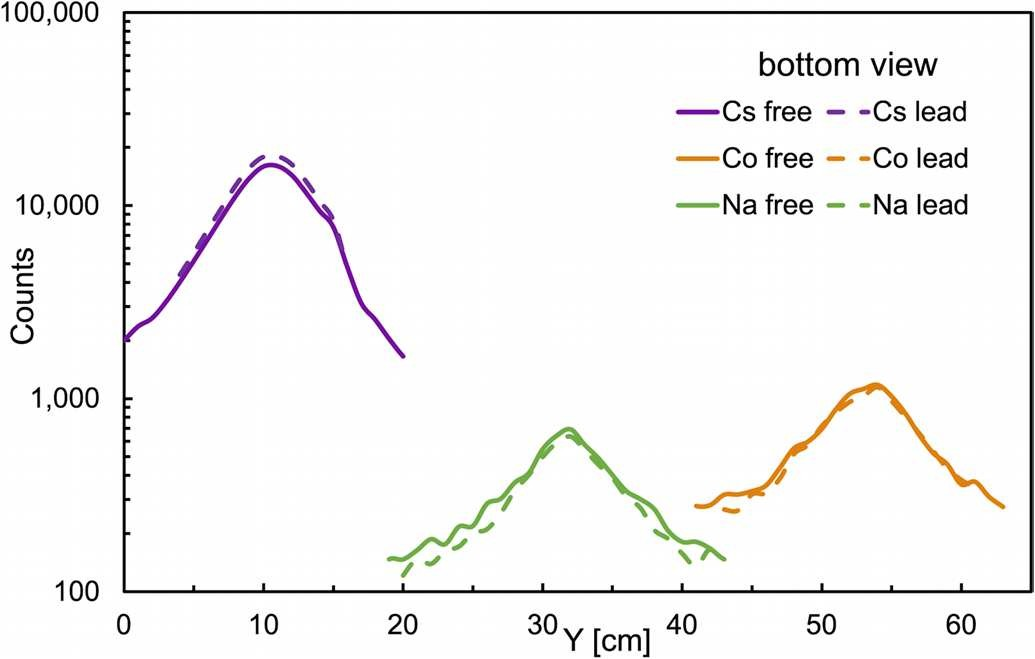 100,000
bottom view
Cs free Cs lead
Co free Co lead
10,000
Na free Na lead
Counts
1,000
100
0 10 20 30 40 50 60
Y [cm]